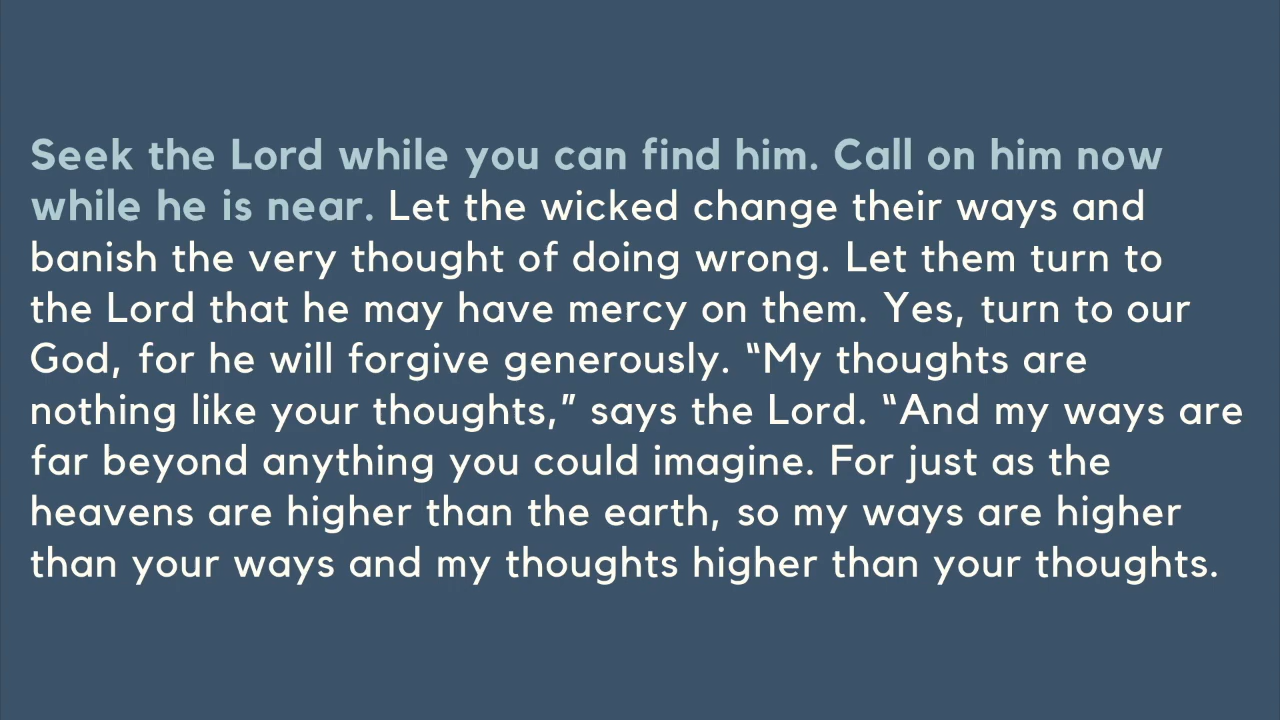 Seek the Lord while you can find him. Call on him now
while he is near. Let the wicked change their ways and
banish the very thought of doing wrong. Let them turn to
the Lord that he may have mercy on them. Yes, turn to our
God, for he will forgive generously. “My thoughts are
nothing like your thoughts,” says the Lord. “And my ways are
far beyond anything you could imagine. For just as the
heavens are higher than the earth, so my ways are higher
than your ways and my thoughts higher than your thoughts.